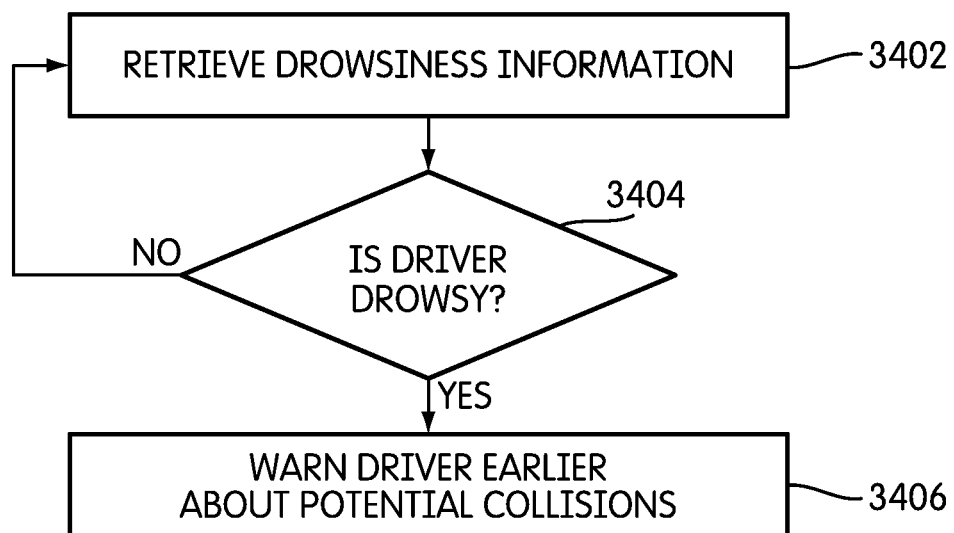 RETRIEVE DROWSINESS INFORMATION
3402
3404
NO
IS DRIVER
DROWSY?
YES
WARN DRIVER EARLIER
ABOUT POTENTIAL COLLISIONS
3406